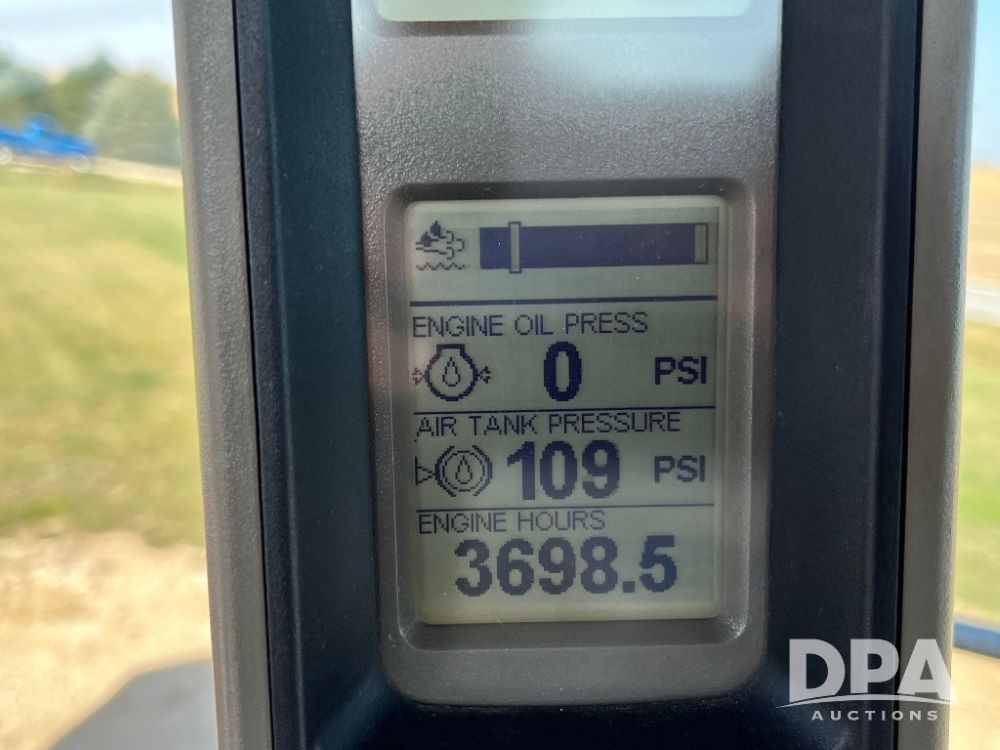 ENGINE OIL PRESS
0 PSI
AIR TANK PRESSURE
109 PSI
ENGINE HOURS
3698.5
DPA
AUCTIONS